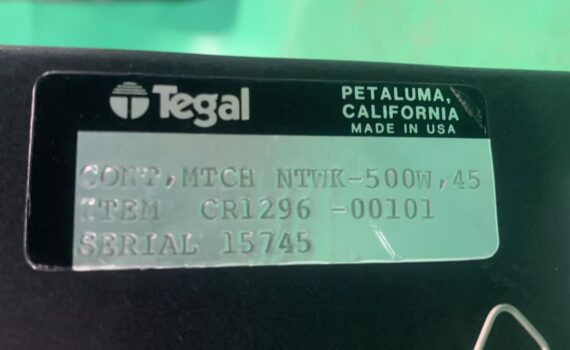 Tegal
PETALUMA,
CALIFORNIA
MADE IN USA
CONT,MTCH NTWK-500W,45
ITEM CR1296 -00101
SERIAL 15745